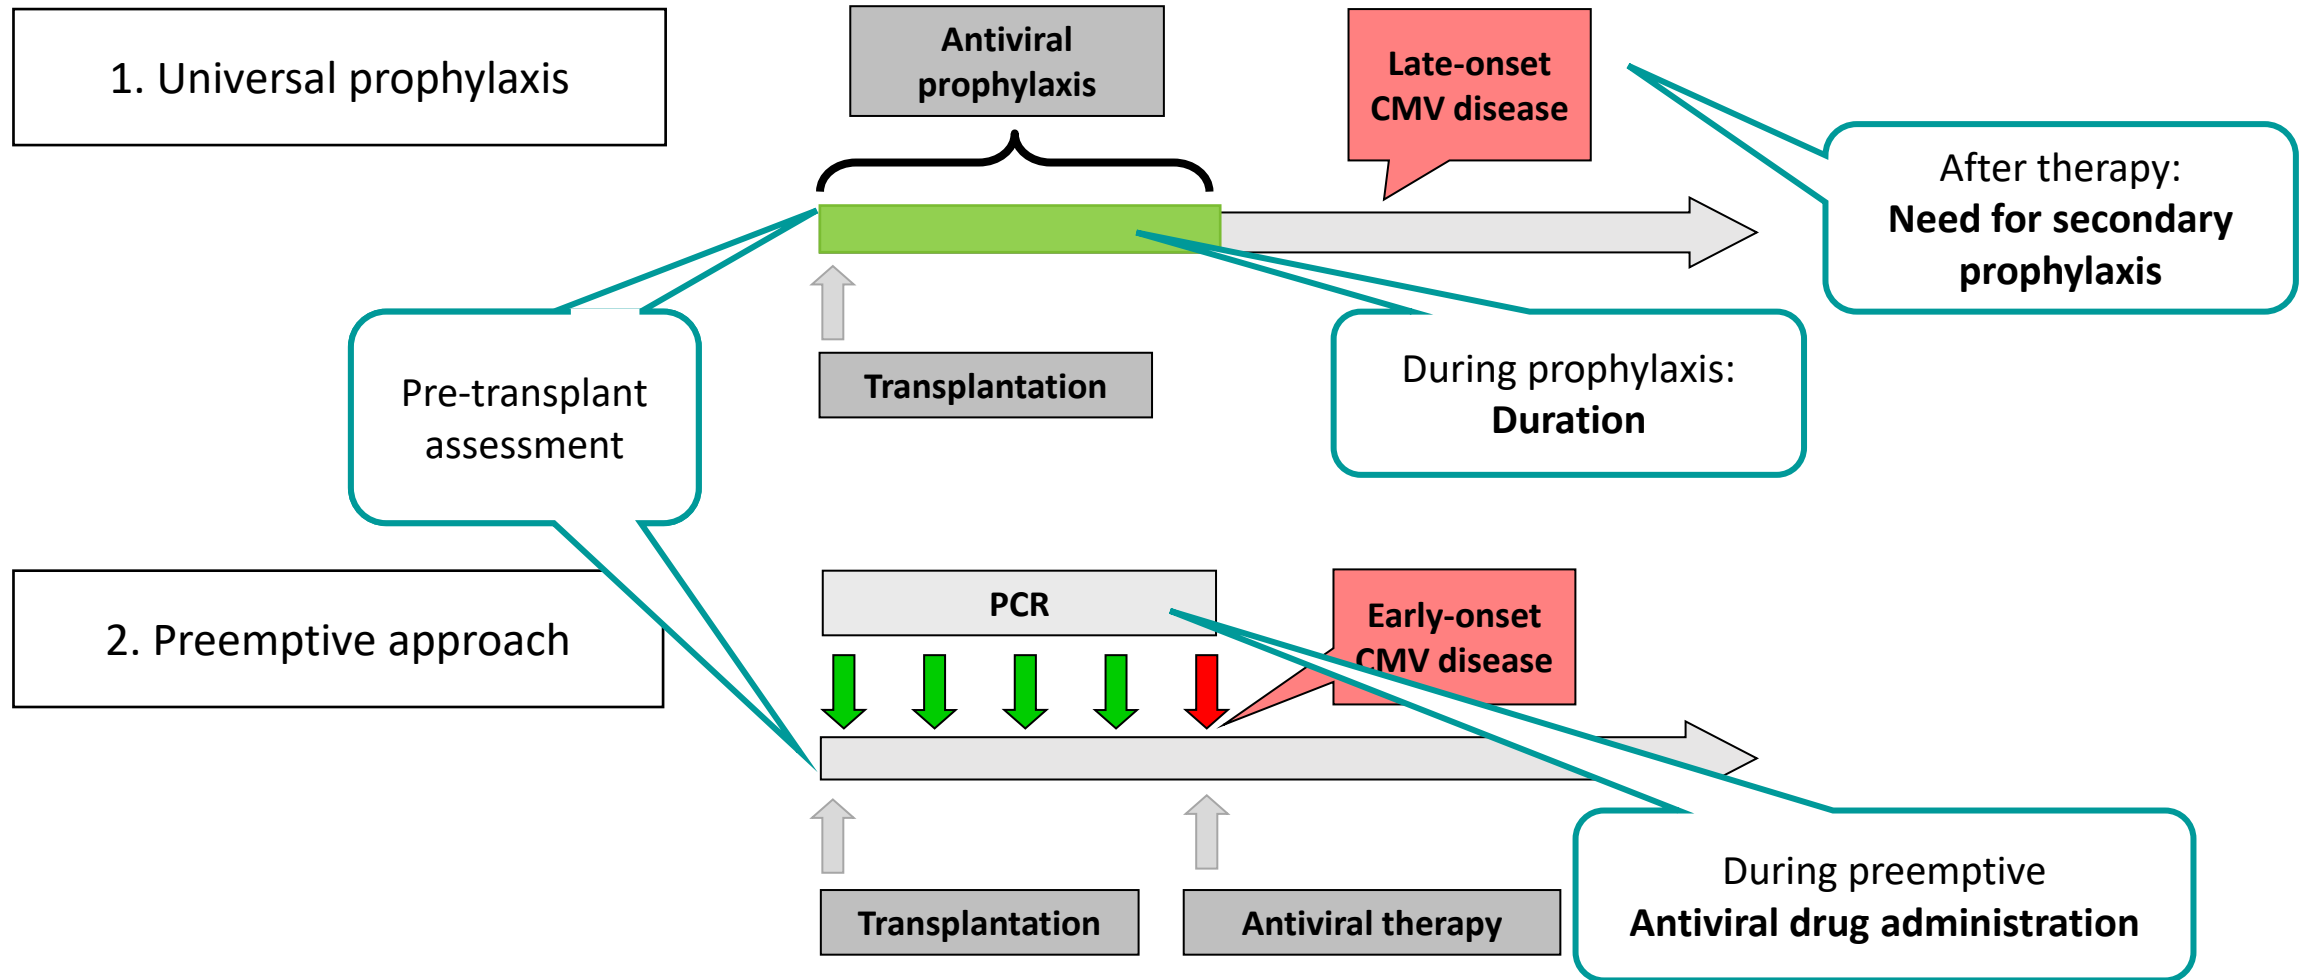 1. Universal prophylaxis
Antiviral
prophylaxis
Late-onset
CMV disease
After therapy:
Need for secondary
prophylaxis
Transplantation
During prophylaxis:
Duration
Pre-transplant
assessment
2. Preemptive approach
PCR
Early-onset
CMV disease
Transplantation
Antiviral therapy
During preemptive
Antiviral drug administration